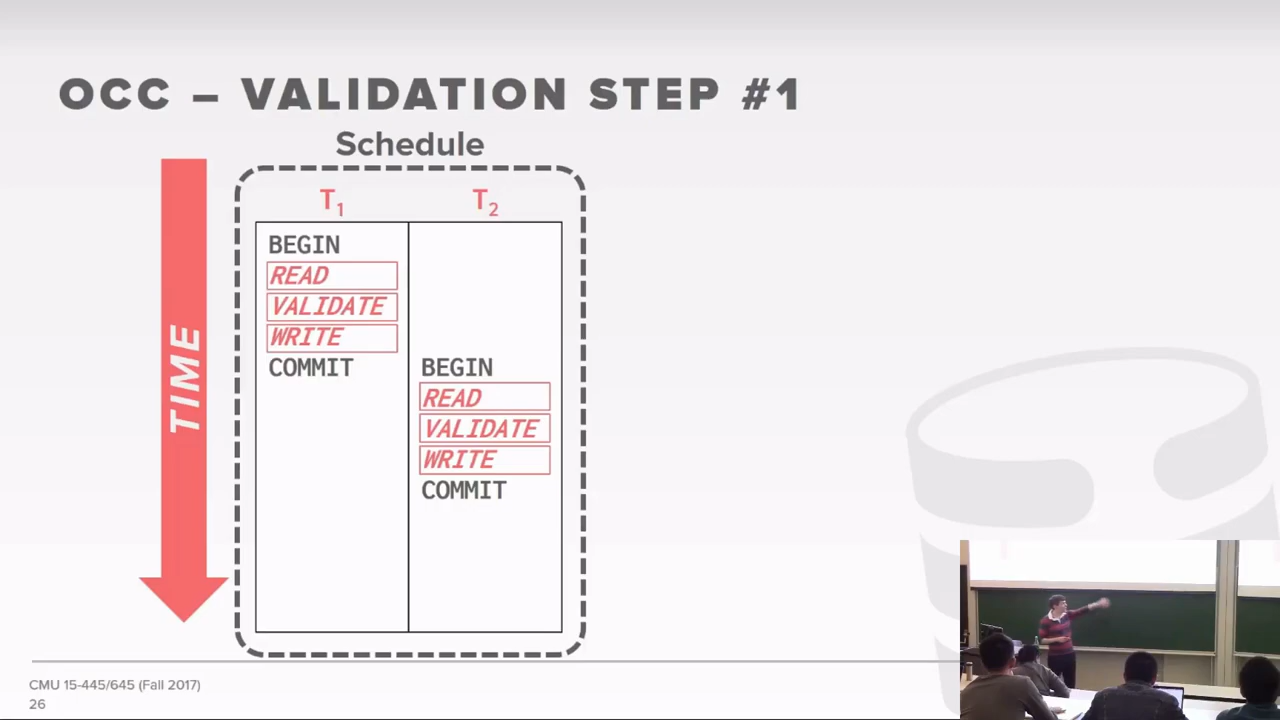 OCC – VALIDATION STEP #1
Schedule
TIME
T1 T2
BEGIN
READ
VALIDATE
WRITE
COMMIT BEGIN
READ
VALIDATE
WRITE
COMMIT
CMU 15-445/645 (Fall 2017)
26